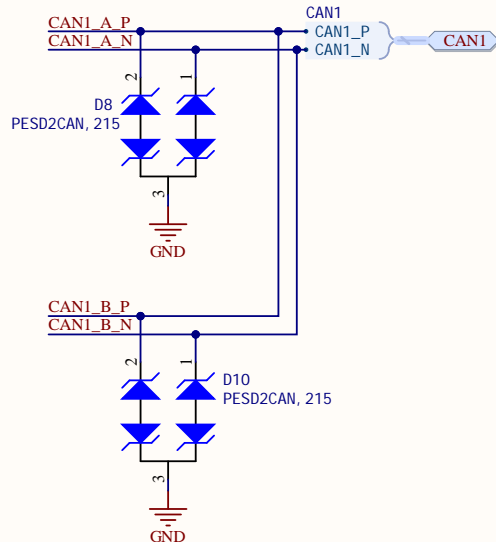 CAN1
CAN1_A_P
CAN1_P
CAN1_A_N
CAN1_N
CAN1
2
1
D8
PESD2CAN, 215
3
GND
CAN1_B_P
CAN1_B_N
2
1
D10
PESD2CAN, 215
3
GND